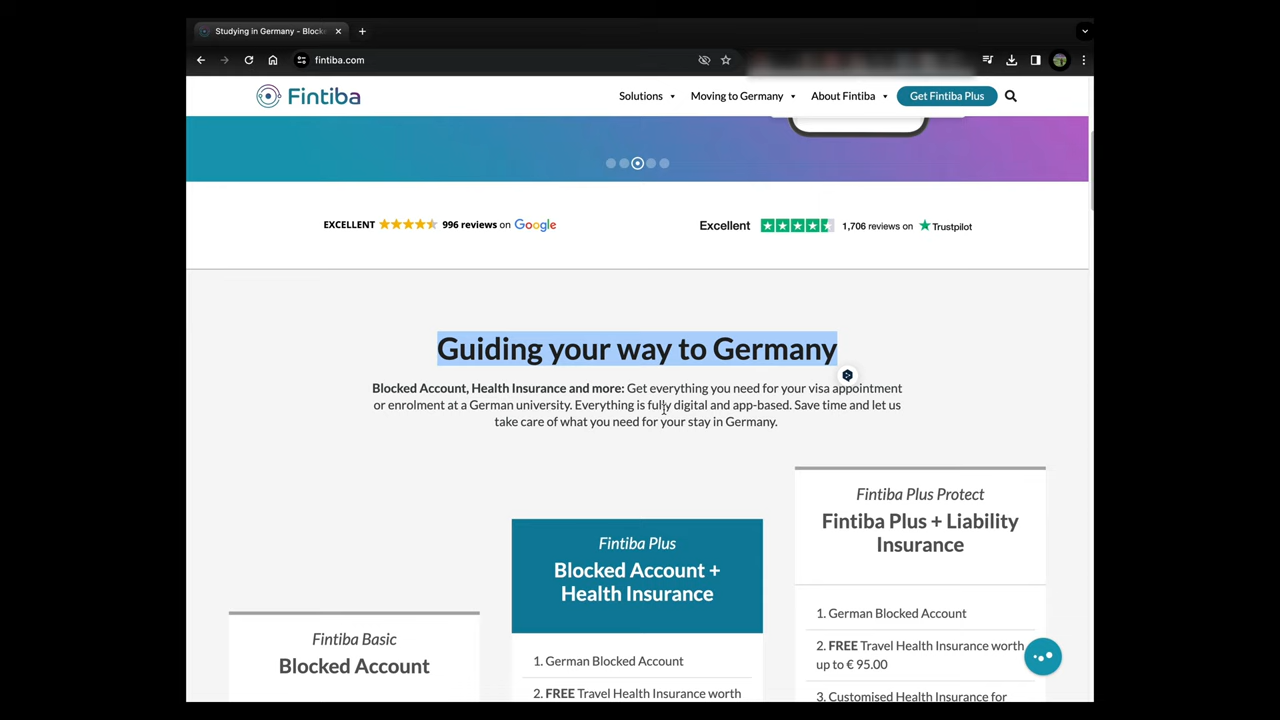 Studying in Germany - Block
fintiba.com
Fintiba
Solutions
Moving to Germany
About Fintiba
Get Fintiba Plus
EXCELLENT 996 reviews on Google
Excellent 1,706 reviews on Trustpilot
Guiding your way to Germany
Blocked Account, Health Insurance and more: Get everything you need for your visa appointment
or enrolment at a German university. Everything is fully digital and app-based. Save time and let us
take care of what you need for your stay in Germany.
Fintiba Basic
Blocked Account
Fintiba Plus
Blocked Account +
Health Insurance
1. German Blocked Account
2. FREE Travel Health Insurance worth
Fintiba Plus Protect
Fintiba Plus + Liability
Insurance
1. German Blocked Account
2. FREE Travel Health Insurance worth
up to € 95.00
3. Customised Health Insurance for